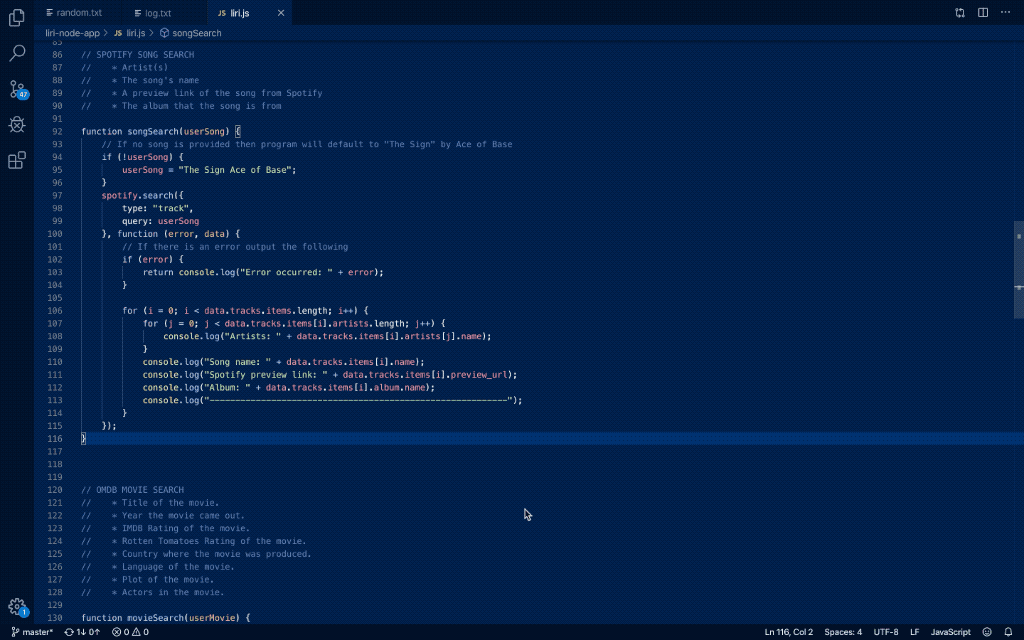 random.txt
log.txt
JS liri.js
liri-node-app > JS liri.js > songSearch
85
86 // SPOTIFY SONG SEARCH
87 //    * Artist(s)
88 //    * The song's name
89 //    * A preview link of the song from Spotify
90 //    * The album that the song is from
91
92 function songSearch(userSong) {
93     // If no song is provided then program will default to "The Sign" by Ace of Base
94     if (!userSong) {
95         userSong = "The Sign Ace of Base";
96     }
97     spotify.search({
98         type: "track",
99         query: userSong
100     }, function (error, data) {
101         // If there is an error output the following
102         if (error) {
103             return console.log("Error occurred: " + error);
104         }
105
106         for (i = 0; i < data.tracks.items.length; i++) {
107             for (j = 0; j < data.tracks.items[i].artists.length; j++) {
108                 console.log("Artists: " + data.tracks.items[i].artists[j].name);
109             }
110             console.log("Song name: " + data.tracks.items[i].name);
111             console.log("Spotify preview link: " + data.tracks.items[i].preview_url);
112             console.log("Album: " + data.tracks.items[i].album.name);
113             console.log("----------------------------------------------------------");
114         }
115     });
116 }
117
118
119
120 // OMDB MOVIE SEARCH
121 //    * Title of the movie.
122 //    * Year the movie came out.
123 //    * IMDB Rating of the movie.
124 //    * Rotten Tomatoes Rating of the movie.
125 //    * Country where the movie was produced.
126 //    * Language of the movie.
127 //    * Plot of the movie.
128 //    * Actors in the movie.
129
130 function movieSearch(userMovie) {
47
1
master* 1↓ 0↑ 0 0 Ln 116, Col 2 Spaces: 4 UTF-8 LF JavaScript